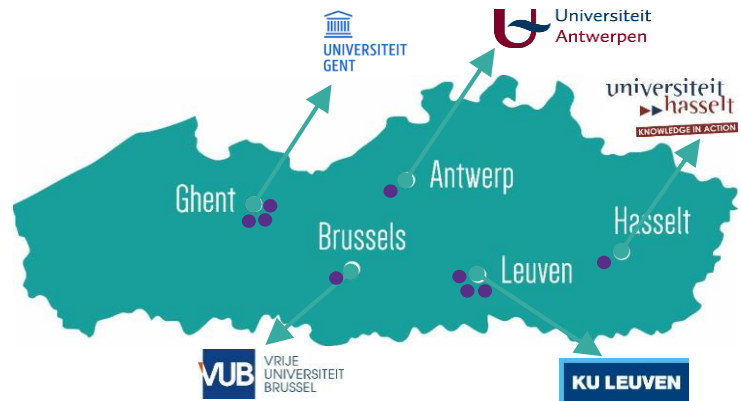 UNIVERSITEIT
GENT
Universiteit
Antwerpen
universiteit
hasselt
KNOWLEDGE IN ACTION
Ghent
Antwerp
Hasselt
Brussels
Leuven
VUB
VRIJE
UNIVERSITEIT
BRUSSEL
KU LEUVEN